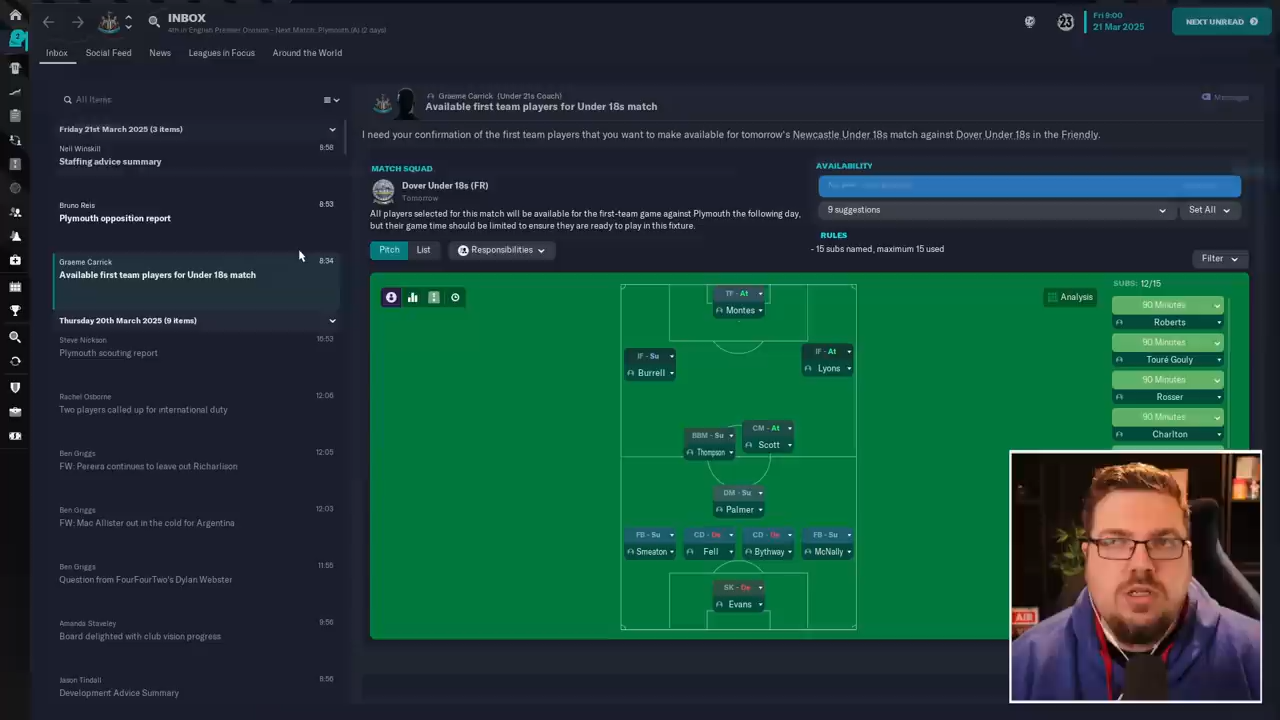 INBOX
4th in English Premier Division - Next Match: Plymouth (A) (2 days)
23
Fri 9:00
21 Mar 2025
NEXT UNREAD
Inbox
Social Feed
News
Leagues in Focus
Around the World
All Items
Friday 21st March 2025 (3 items)
Neil Winskill
8:58
Staffing advice summary
Bruno Reis
8:53
Plymouth opposition report
Graeme Carrick
8:34
Available first team players for Under 18s match
Thursday 20th March 2025 (9 items)
Steve Nickson
16:53
Plymouth scouting report
Rachel Osborne
12:06
Two players called up for international duty
Ben Griggs
12:05
FW: Pereira continues to leave out Richarlison
Ben Griggs
12:03
FW: Mac Allister out in the cold for Argentina
Ben Griggs
11:55
Question from FourFourTwo's Dylan Webster
Amanda Staveley
9:56
Board delighted with club vision progress
Jason Tindall
8:56
Development Advice Summary
Graeme Carrick (Under 21s Coach)
Available first team players for Under 18s match
Messages
I need your confirmation of the first team players that you want to make available for tomorrow's Newcastle Under 18s match against Dover Under 18s in the Friendly.
MATCH SQUAD
Dover Under 18s (FR)
Tomorrow
All players selected for this match will be available for the first-team game against Plymouth the following day,
but their game time should be limited to ensure they are ready to play in this fixture.
AVAILABILITY
9 suggestions
Set All
RULES
- 15 subs named, maximum 15 used
Pitch
List
Responsibilities
Filter
Analysis
SUBS: 12/15
90 Minutes
Roberts
90 Minutes
Touré Gouly
90 Minutes
Rosser
90 Minutes
Charlton
TF - At
Montes
IF - Su
Burrell
IF - At
Lyons
BBM - Su
Thompson
CM - At
Scott
DM - Su
Palmer
FB - Su
Smeaton
CD - De
Fell
CD - De
Bythway
FB - Su
McNally
SK - De
Evans
AIR